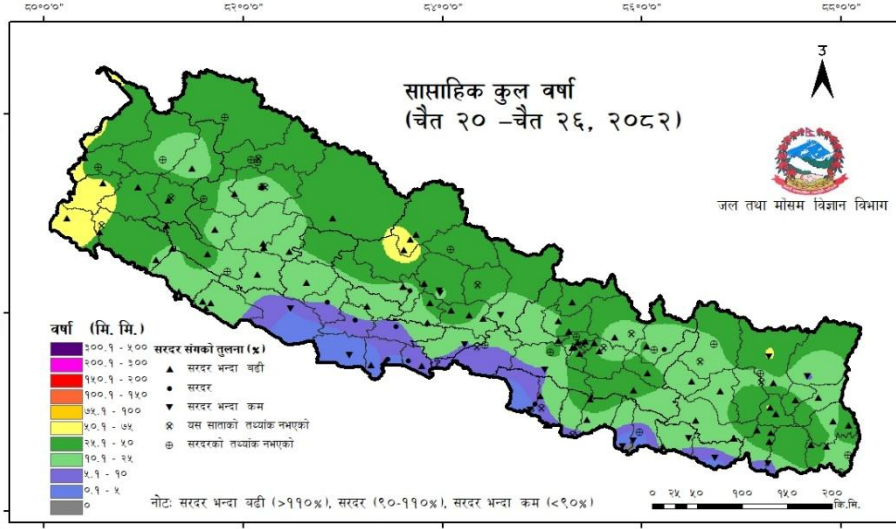 ८०°०'०" ८२°०'०" ८४°०'०" ८६°०'०" ८८°०'०"
उ
साप्ताहिक कुल वर्षा
(चैत २० –चैत २६, २०८२)
जल तथा मौसम विज्ञान विभाग
वर्षा (मि. मि.)
३००.१ - ५००
२००.१ - ३००
१५०.१ - २००
१००.१ - १५०
७५.१ - १००
५०.१ - ७५
२५.१ - ५०
१०.१ - २५
५.१ - १०
०.१ - ५
०
सरदर संगको तुलना (%)
सरदर भन्दा बढी
सरदर
सरदर भन्दा कम
यस साताको तथ्यांक नभएको
सरदरको तथ्यांक नभएको
नोटः सरदर भन्दा बढी (>११०%), सरदर (९०-११०%), सरदर भन्दा कम (<९०%)
० २५ ५० १०० १५० २००
कि.मि.